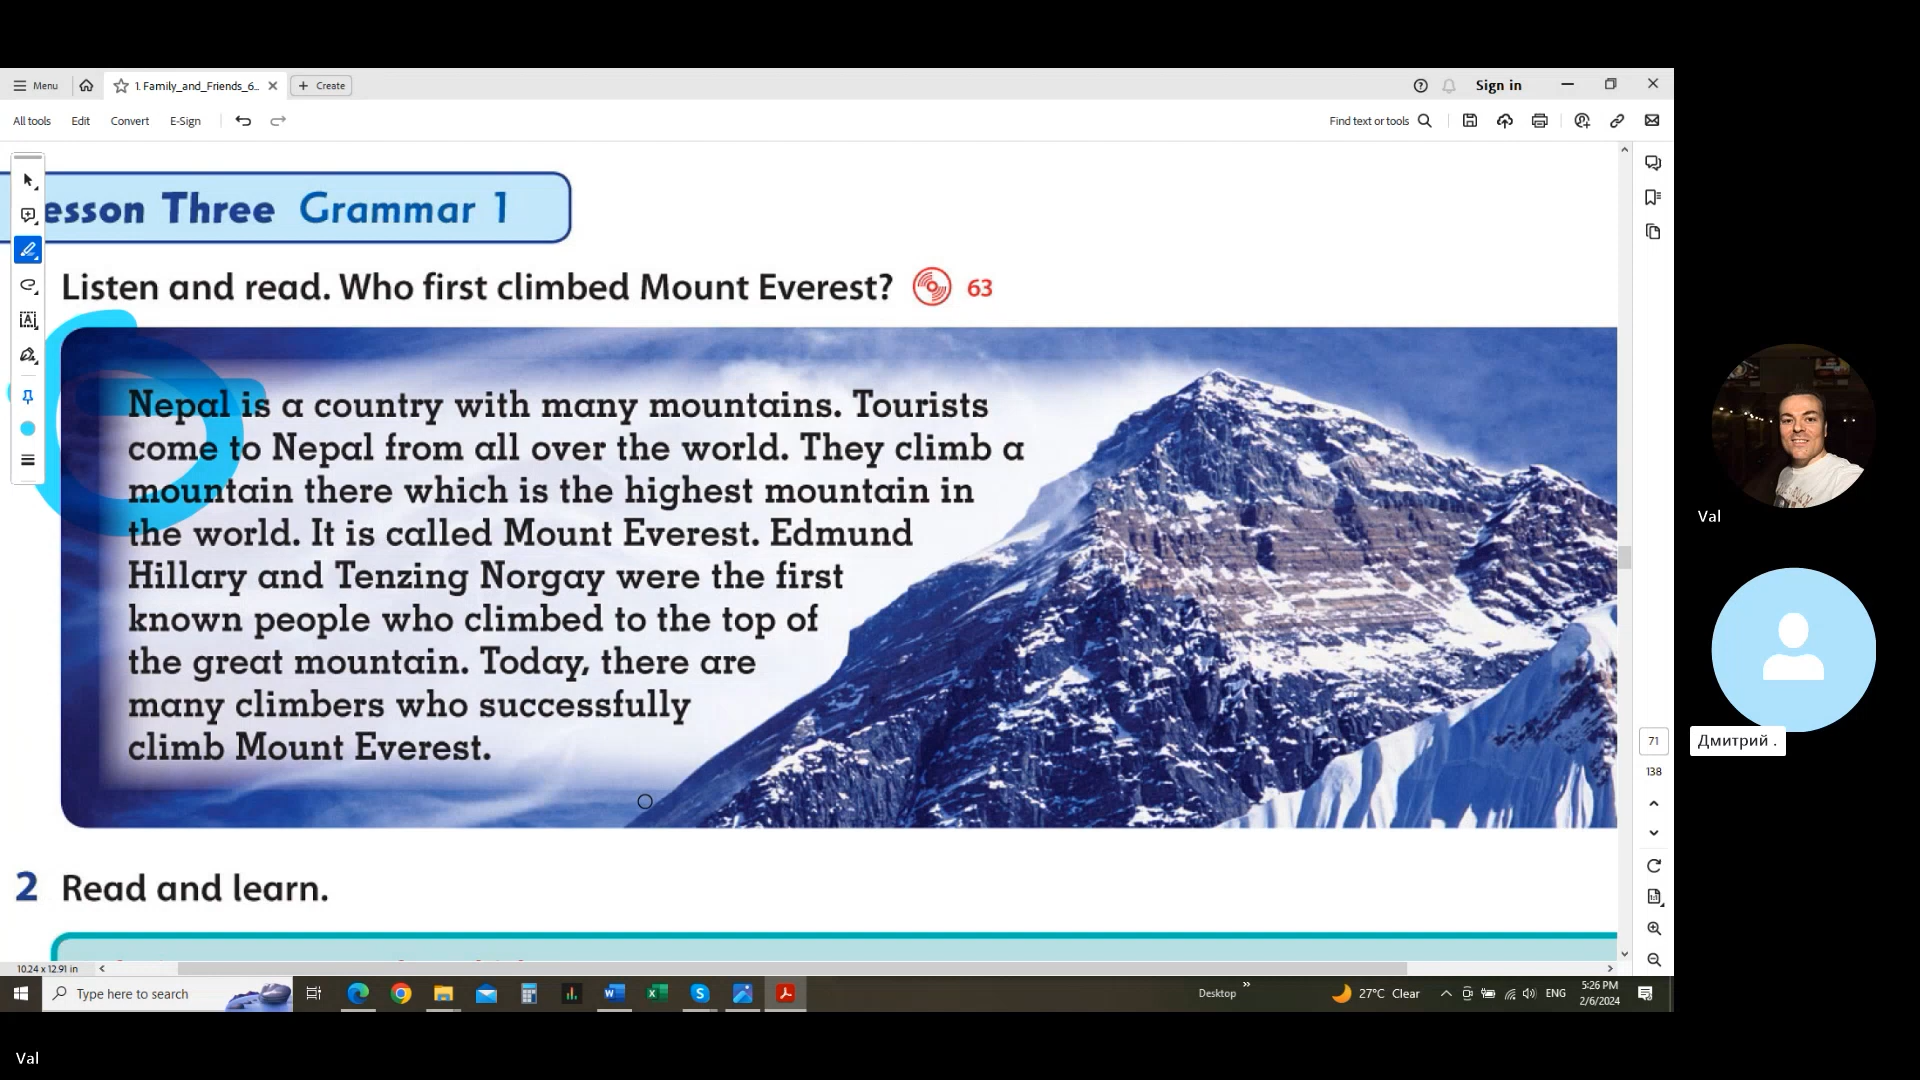 Menu
1. Family_and_Friends_6...
Create
Sign in
All tools
Edit
Convert
E-Sign
Find text or tools
esson Three Grammar 1
Listen and read. Who first climbed Mount Everest? 63
Nepal is a country with many mountains. Tourists
come to Nepal from all over the world. They climb a
mountain there which is the highest mountain in
the world. It is called Mount Everest. Edmund
Hillary and Tenzing Norgay were the first
known people who climbed to the top of
the great mountain. Today, there are
many climbers who successfully
climb Mount Everest.
2 Read and learn.
71
138
10.24 x 12.91 in
Type here to search
Desktop
27°C Clear
ENG
5:26 PM
2/6/2024
Val
Дмитрий .
Val